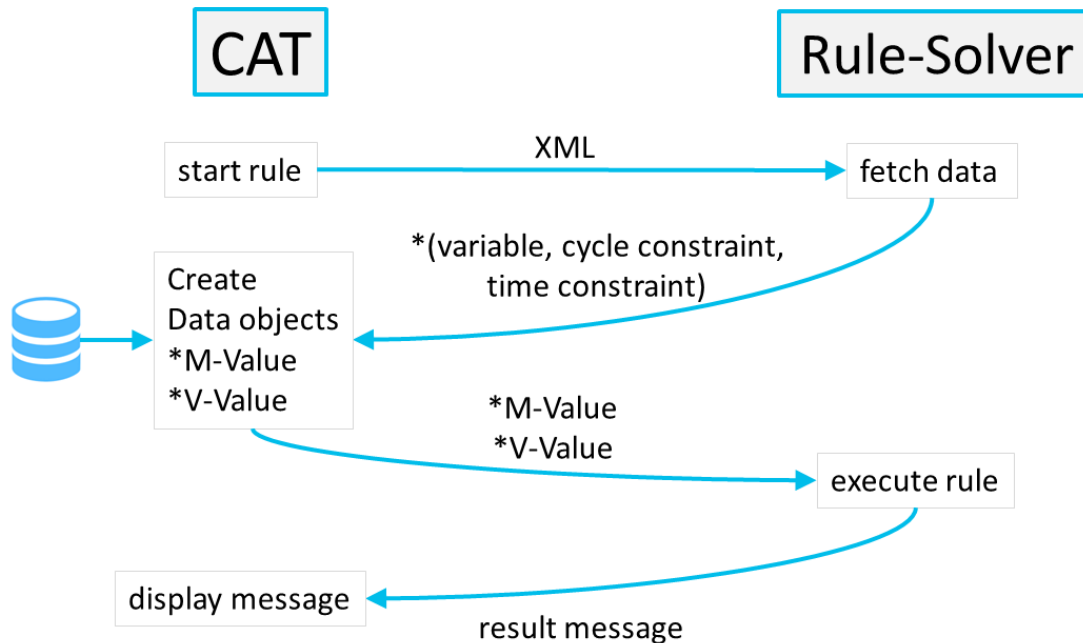 CAT
Rule-Solver
start rule
XML
fetch data
*(variable, cycle constraint,
time constraint)
Create
Data objects
*M-Value
*V-Value
*M-Value
*V-Value
execute rule
display message
result message